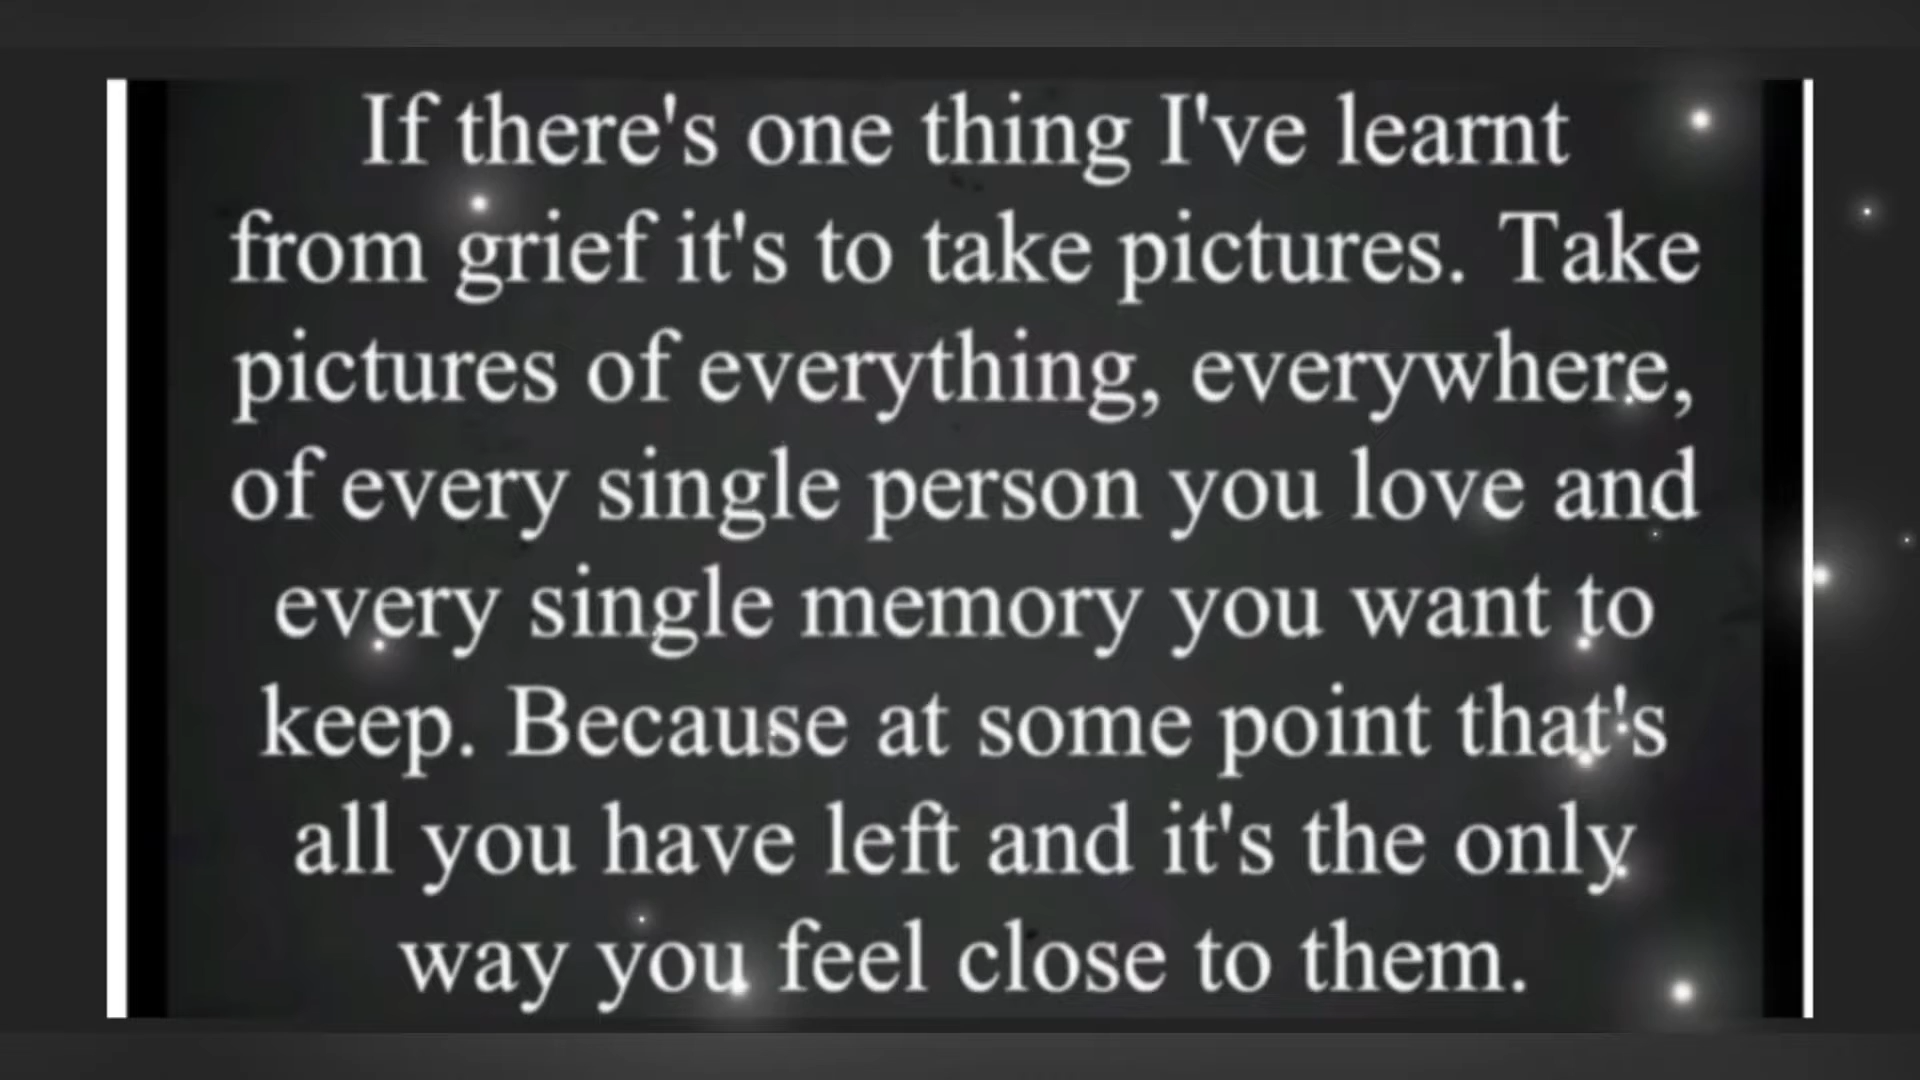 If there's one thing I've learnt
from grief it's to take pictures. Take
pictures of everything, everywhere,
of every single person you love and
every single memory you want to
keep. Because at some point that's
all you have left and it's the only
way you feel close to them.